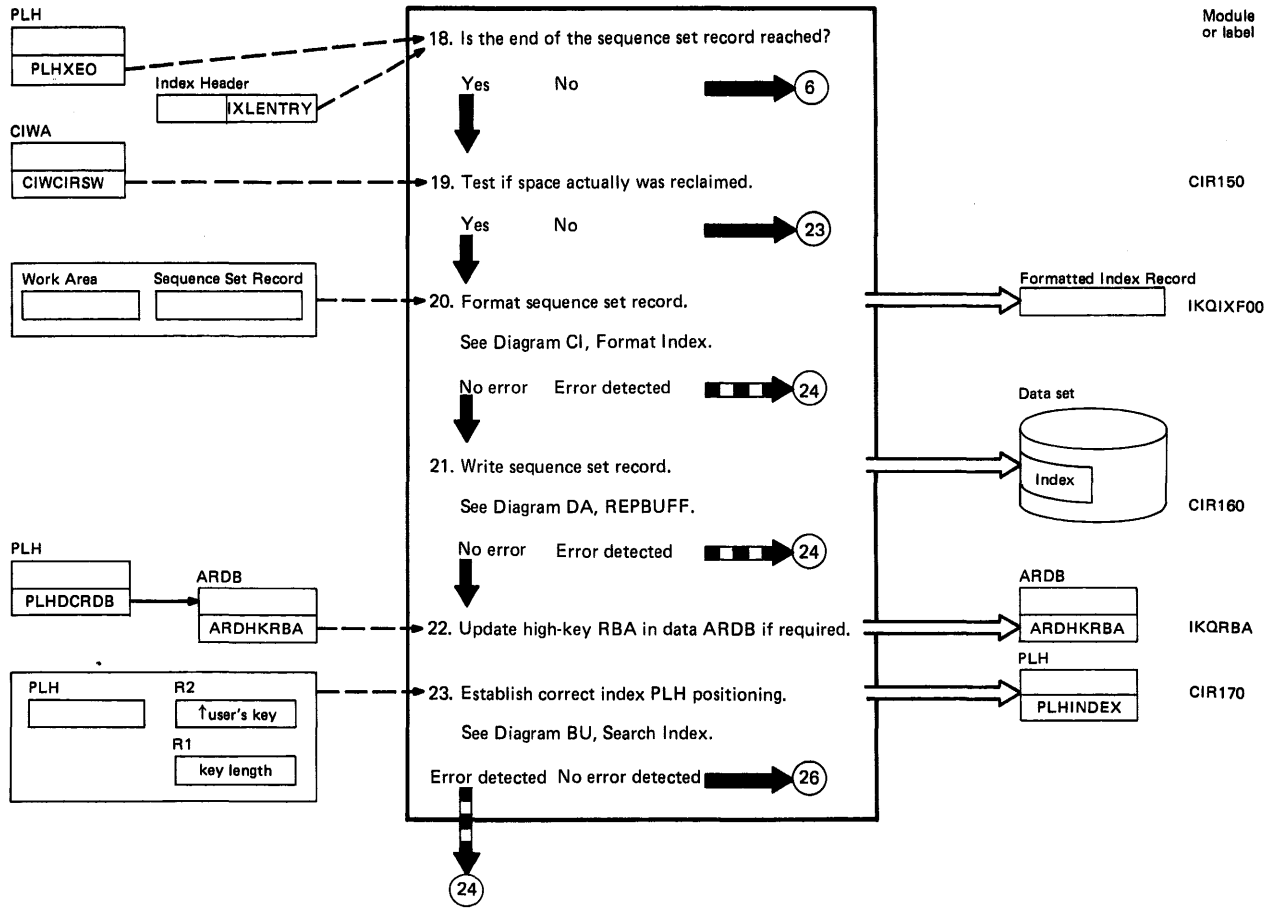 PLH
Module
or label
PLHXEO
18. Is the end of the sequence set record reached?
Index Header
IXLENTRY
Yes No 6
CIWA
CIWCIRSW
19. Test if space actually was reclaimed.
CIR150
Yes No 23
Work Area Sequence Set Record
20. Format sequence set record.
Formatted Index Record
IKQIXF00
See Diagram CI, Format Index.
No error Error detected 24
Data set
21. Write sequence set record.
Index
See Diagram DA, REPBUFF.
CIR160
No error Error detected 24
PLH
PLHDCRDB
ARDB
ARDHKRBA
22. Update high-key RBA in data ARDB if required.
ARDB
ARDHKRBA
IKQRBA
PLH
R2
↑user's key
R1
key length
23. Establish correct index PLH positioning.
PLH
PLHINDEX
CIR170
See Diagram BU, Search Index.
Error detected No error detected 26
24